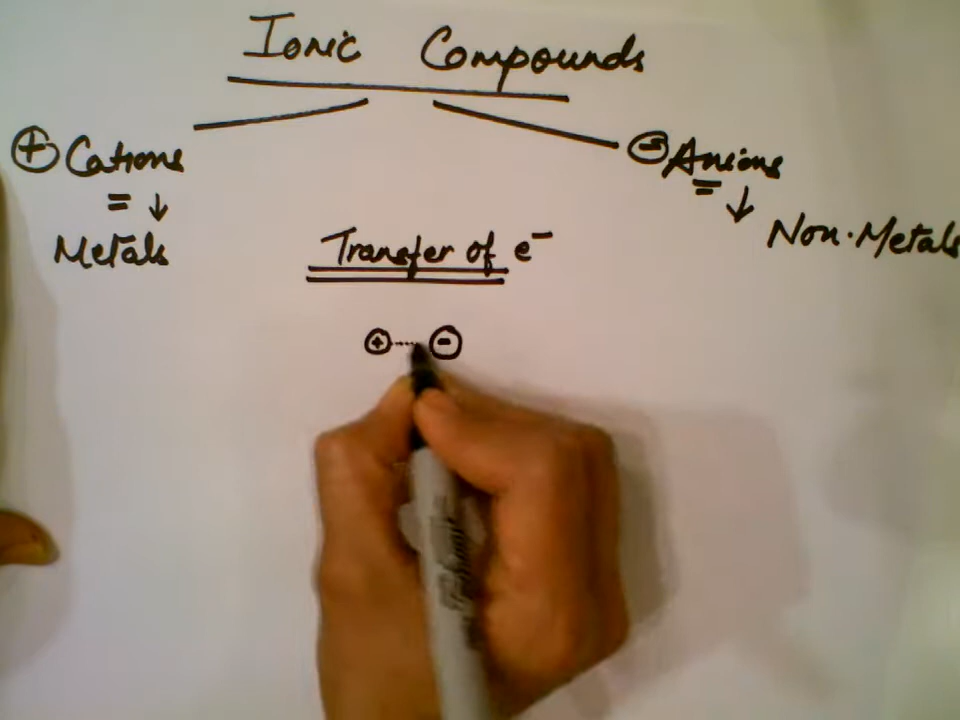 Ionic Compounds
⊕ Cations
⊖ Anions
= ↓
= ↓
Metals
Non-Metals
Transfer of e⁻
⊕ ⊖